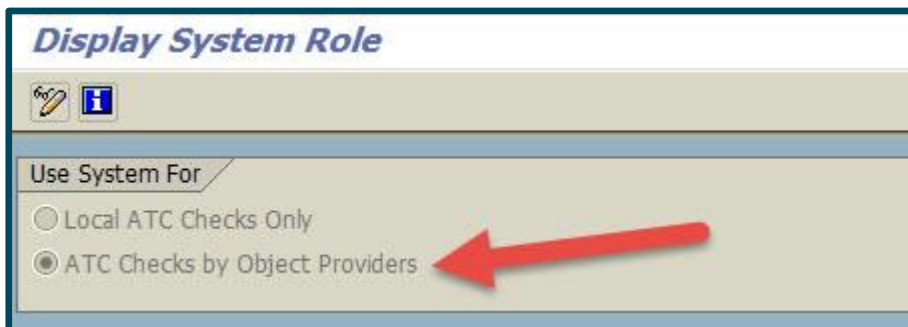 Display System Role
Use System For
Local ATC Checks Only
ATC Checks by Object Providers